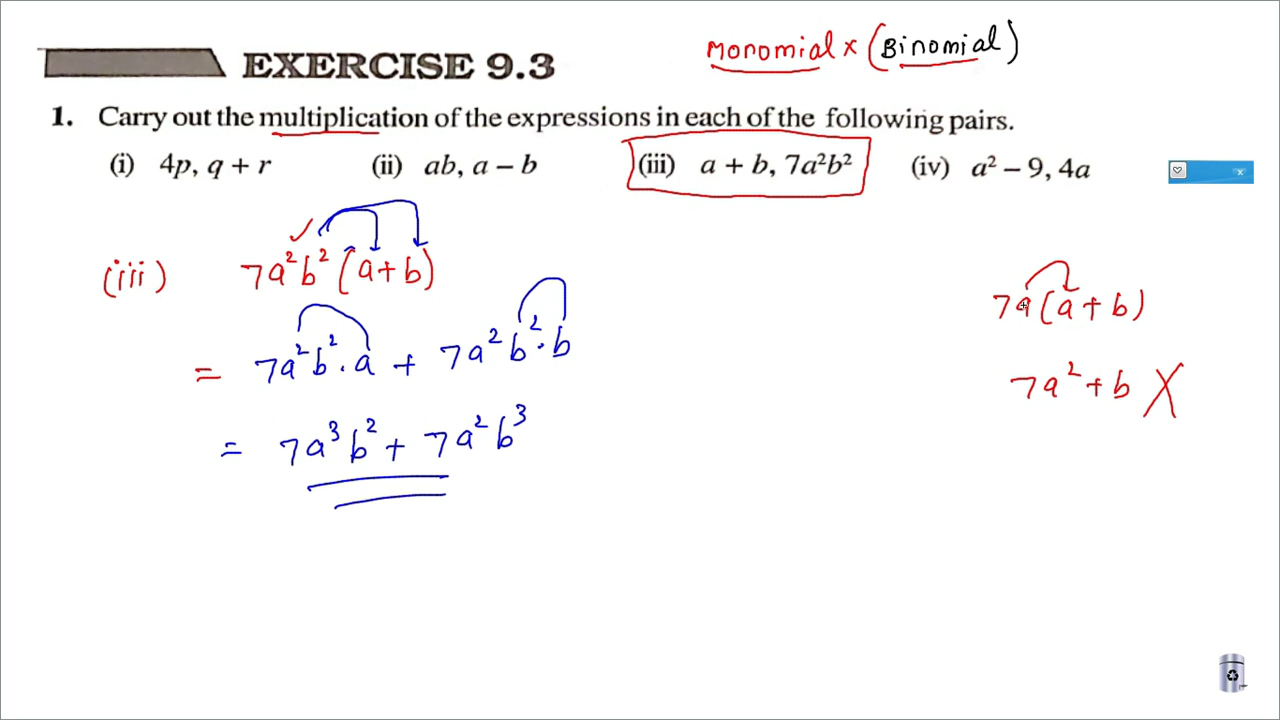 Monomial × (Binomial)
EXERCISE 9.3
1. Carry out the multiplication of the expressions in each of the following pairs.
(i) 4p, q + r (ii) ab, a – b (iii) a + b, 7a²b² (iv) a² – 9, 4a
(iii) 7a²b² (a+b)
= 7a²b².a + 7a²b².b
= 7a³b² + 7a²b³
7a(a+b)
7a²+b X